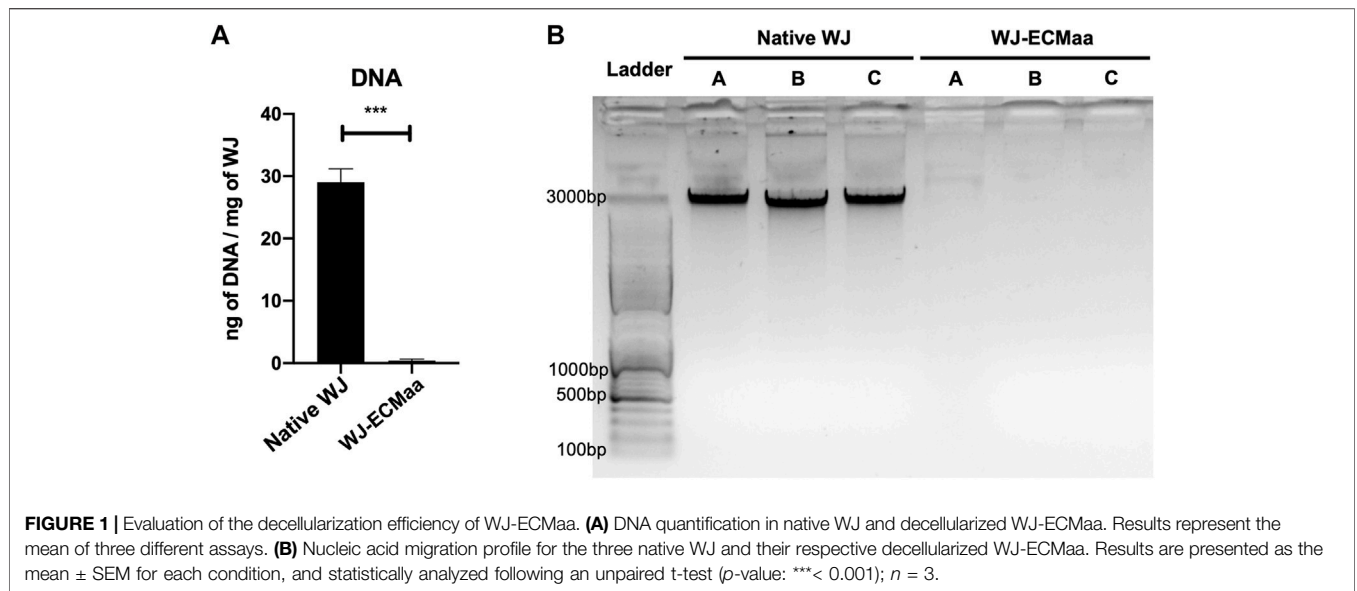 A
DNA
***
ng of DNA / mg of WJ
40
30
20
10
0
Native WJ
WJ-ECMaa
B
Native WJ
WJ-ECMaa
Ladder
A
B
C
A
B
C
3000bp
1000bp
500bp
100bp
FIGURE 1 | Evaluation of the decellularization efficiency of WJ-ECMaa. (A) DNA quantification in native WJ and decellularized WJ-ECMaa. Results represent the
mean of three different assays. (B) Nucleic acid migration profile for the three native WJ and their respective decellularized WJ-ECMaa. Results are presented as the
mean ± SEM for each condition, and statistically analyzed following an unpaired t-test (p-value: ***< 0.001); n = 3.